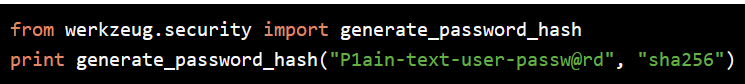 from werkzeug.security import generate_password_hash
print generate_password_hash("P1ain-text-user-passw@rd", "sha256")